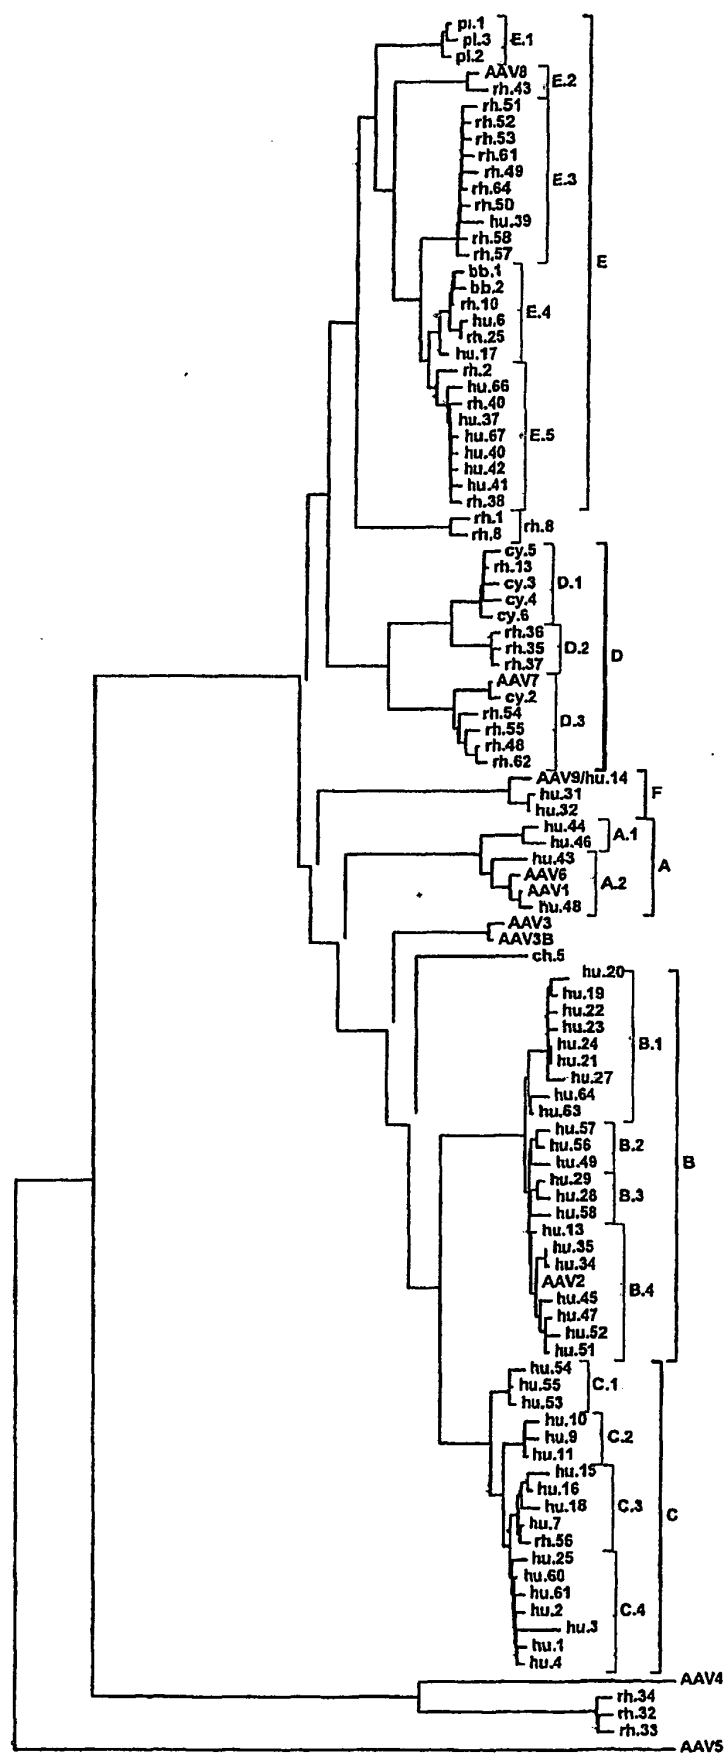 pi.1
pi.3 E.1
pi.2
AAV8
rh.43 E.2
rh.51
rh.52
rh.53
rh.61
rh.49 E.3
rh.64
rh.50
hu.39
rh.58
rh.57 E
bb.1
bb.2
rh.10 E.4
hu.6
rh.25
hu.17
rh.2
hu.66
rh.40
hu.37
hu.67 E.5
hu.40
hu.42
hu.41
rh.38
rh.1 rh.8
rh.8
cy.5
rh.13
cy.3 D.1
cy.4
cy.6
rh.36
rh.35 D.2 D
rh.37
AAV7
cy.2
rh.54 D.3
rh.55
rh.48
rh.62
AAV9/hu.14
hu.31 F
hu.32
hu.44 A.1
hu.46
hu.43 A
AAV6 A.2
AAV1
hu.48
AAV3
AAV3B
ch.5
hu.20
hu.19
hu.22
hu.23
hu.24 B.1
hu.21
hu.27
hu.64
hu.63
hu.57
hu.56 B.2
hu.49 B
hu.29
hu.28 B.3
hu.58
hu.13
hu.35
hu.34
AAV2 B.4
hu.45
hu.47
hu.52
hu.51
hu.54
hu.55 C.1
hu.53
hu.10
hu.9 C.2
hu.11
hu.15
hu.16
hu.18 C.3 C
hu.7
rh.56
hu.25
hu.60
hu.61
hu.2 C.4
hu.3
hu.1
hu.4
AAV4
rh.34
rh.32
rh.33
AAV5